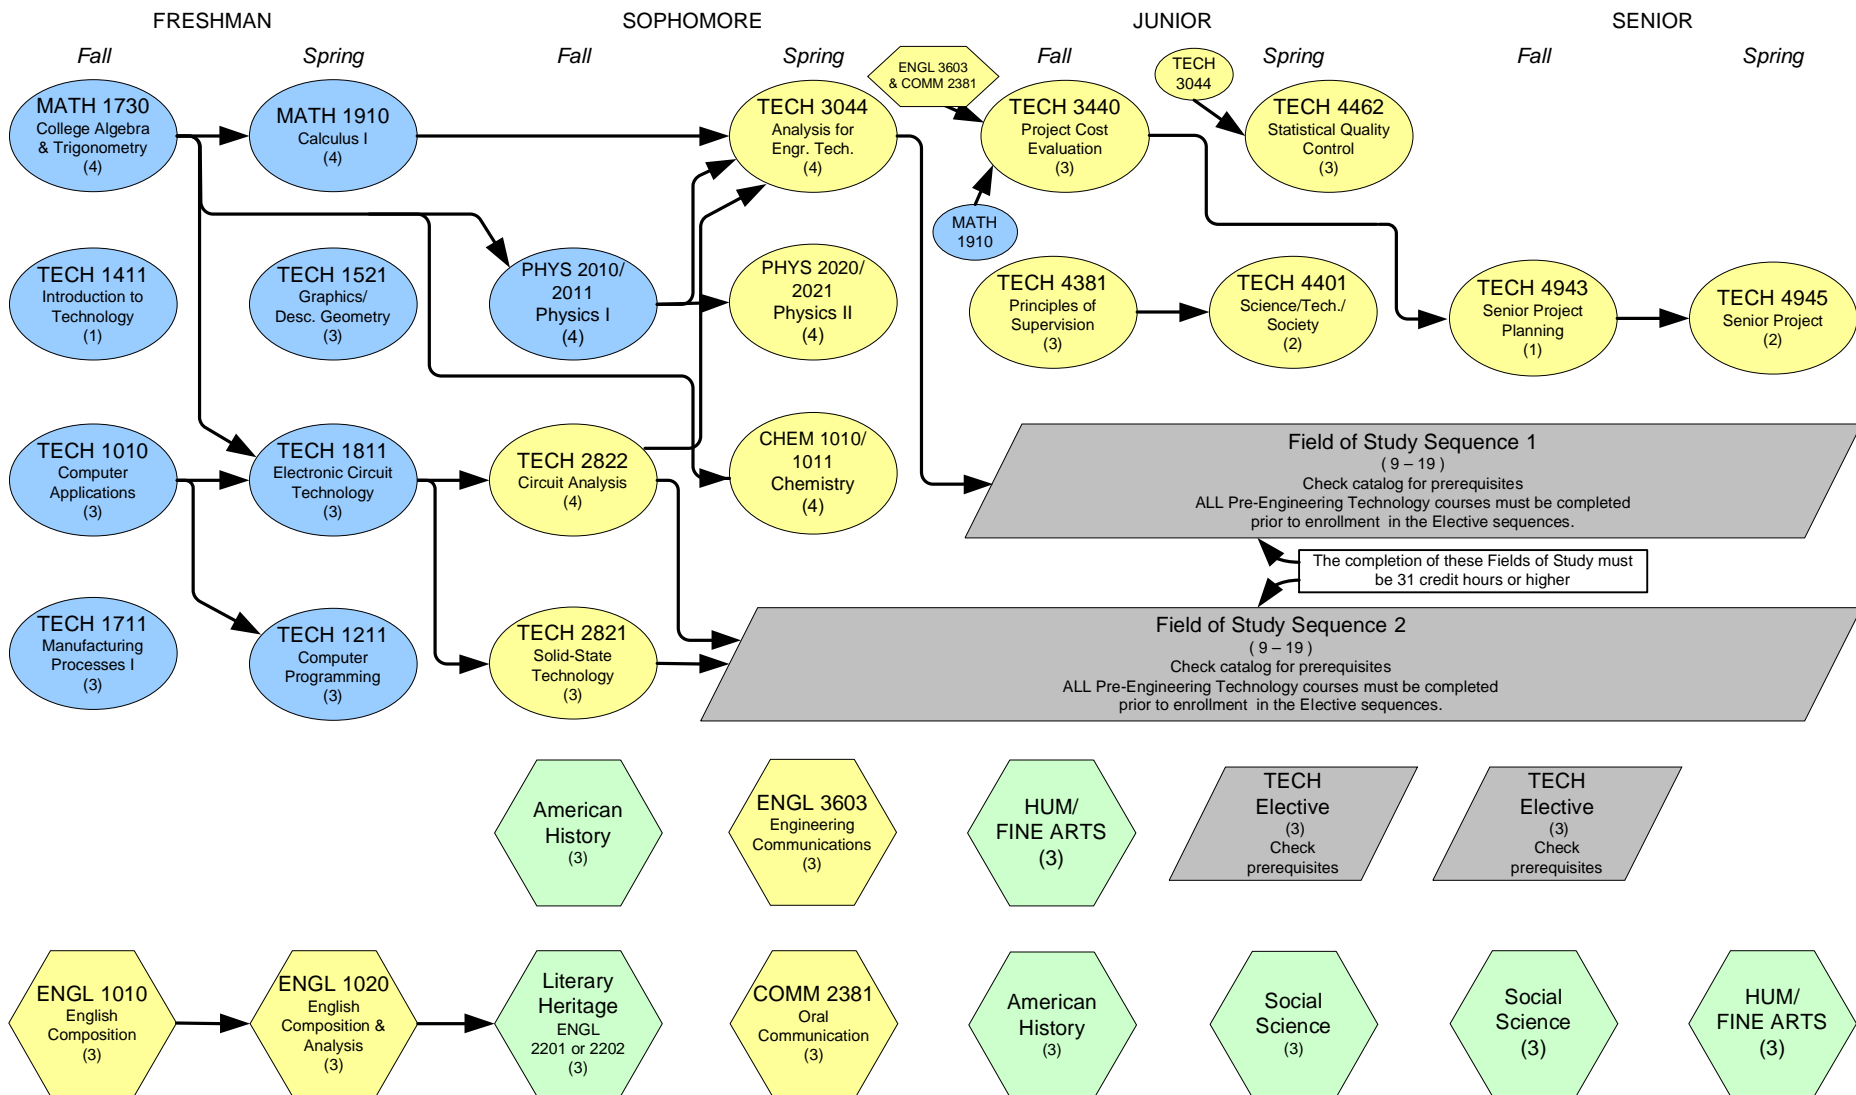 FRESHMAN
SOPHOMORE
JUNIOR
SENIOR
Fall
Spring
Fall
Spring
Fall
Spring
Fall
Spring
MATH 1730
College Algebra
& Trigonometry
(4)
MATH 1910
Calculus I
(4)
TECH 3044
Analysis for
Engr. Tech.
(4)
ENGL 3603
& COMM 2381
TECH 3440
Project Cost
Evaluation
(3)
TECH
3044
TECH 4462
Statistical Quality
Control
(3)
MATH
1910
TECH 1411
Introduction to
Technology
(1)
TECH 1521
Graphics/
Desc. Geometry
(3)
PHYS 2010/
2011
Physics I
(4)
PHYS 2020/
2021
Physics II
(4)
TECH 4381
Principles of
Supervision
(3)
TECH 4401
Science/Tech./
Society
(2)
TECH 4943
Senior Project
Planning
(1)
TECH 4945
Senior Project
(2)
TECH 1010
Computer
Applications
(3)
TECH 1811
Electronic Circuit
Technology
(3)
TECH 2822
Circuit Analysis
(4)
CHEM 1010/
1011
Chemistry
(4)
Field of Study Sequence 1
( 9 – 19 )
Check catalog for prerequisites
ALL Pre-Engineering Technology courses must be completed
prior to enrollment in the Elective sequences.
The completion of these Fields of Study must
be 31 credit hours or higher
TECH 1711
Manufacturing
Processes I
(3)
TECH 1211
Computer
Programming
(3)
TECH 2821
Solid-State
Technology
(3)
Field of Study Sequence 2
( 9 – 19 )
Check catalog for prerequisites
ALL Pre-Engineering Technology courses must be completed
prior to enrollment in the Elective sequences.
American
History
(3)
ENGL 3603
Engineering
Communications
(3)
HUM/
FINE ARTS
(3)
TECH
Elective
(3)
Check
prerequisites
TECH
Elective
(3)
Check
prerequisites
ENGL 1010
English
Composition
(3)
ENGL 1020
English
Composition &
Analysis
(3)
Literary
Heritage
ENGL
2201 or 2202
(3)
COMM 2381
Oral
Communication
(3)
American
History
(3)
Social
Science
(3)
Social
Science
(3)
HUM/
FINE ARTS
(3)